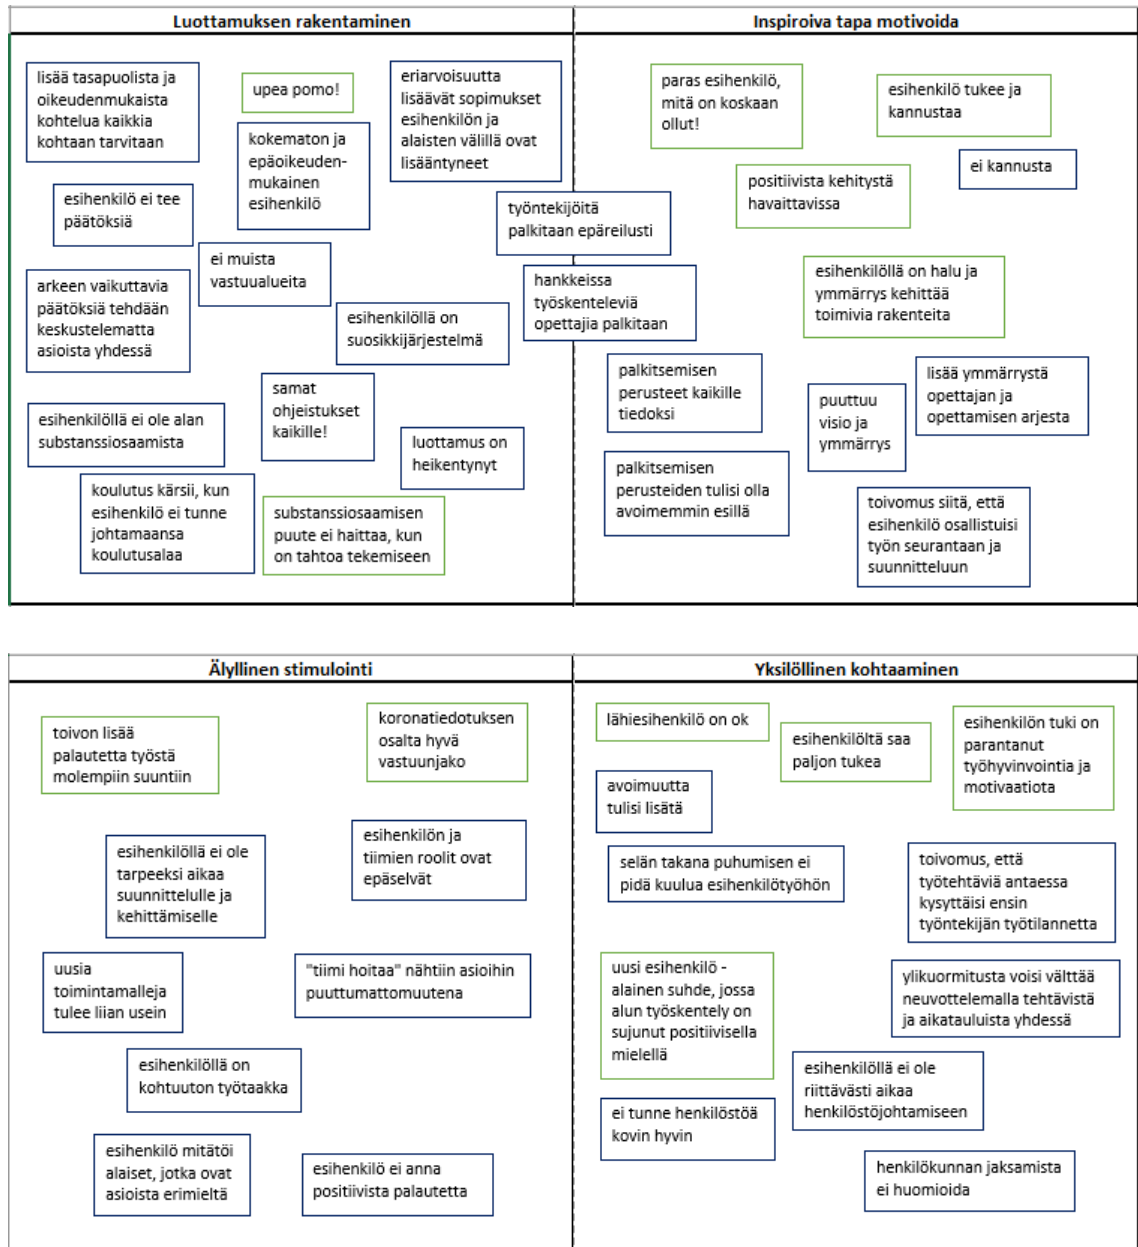 Luottamuksen rakentaminen
lisää tasapuolista ja
oikeudenmukaista
kohtelua kaikkia
kohtaan tarvitaan
upea pomo!
eriarvoisuutta
lisäävät sopimukset
esihenkilön ja
alaisten välillä ovat
lisääntyneet
kokematon ja
epäoikeuden-
mukainen
esihenkilö
esihenkilö ei tee
päätöksiä
työntekijöitä
palkitaan epäreilusti
ei muista
vastuualueita
arkeen vaikuttavia
päätöksiä tehdään
keskustelematta
asioista yhdessä
hankkeissa
työskenteleviä
opettajia palkitaan
esihenkilöllä on
suosikkijärjestelmä
samat
ohjeistukset
kaikille!
esihenkilöllä ei ole alan
substanssiosaamista
luottamus on
heikentynyt
koulutus kärsii, kun
esihenkilö ei tunne
johtamaansa
koulutusalaa
substanssiosaamisen
puute ei haittaa, kun
on tahtoa tekemiseen
Inspiroiva tapa motivoida
paras esihenkilö,
mitä on koskaan
ollut!
esihenkilö tukee ja
kannustaa
ei kannusta
positiivista kehitystä
havaittavissa
esihenkilöllä on halu ja
ymmärrys kehittää
toimivia rakenteita
palkitsemisen
perusteet kaikille
tiedoksi
puuttuu
visio ja
ymmärrys
lisää ymmärrystä
opettajan ja
opettamisen arjesta
palkitsemisen
perusteiden tulisi olla
avoimemmin esillä
toivomus siitä, että
esihenkilö osallistuisi
työn seurantaan ja
suunnitteluun
Älyllinen stimulointi
toivon lisää
palautetta työstä
molempiin suuntiin
koronatiedotuksen
osalta hyvä
vastuunjako
esihenkilöllä ei ole
tarpeeksi aikaa
suunnittelulle ja
kehittämiselle
esihenkilön ja
tiimien roolit ovat
epäselvät
uusia
toimintamalleja
tulee liian usein
"tiimi hoitaa" nähtiin asioihin
puuttumattomuutena
esihenkilöllä on
kohtuuton työtaakka
esihenkilö mitätöi
alaiset, jotka ovat
asioista erimieltä
esihenkilö ei anna
positiivista palautetta
Yksilöllinen kohtaaminen
lähiesihenkilö on ok
esihenkilöltä saa
paljon tukea
esihenkilön tuki on
parantanut
työhyvinvointia ja
motivaatiota
avoimuutta
tulisi lisätä
selän takana puhumisen ei
pidä kuulua esihenkilötyöhön
toivomus, että
työtehtäviä antaessa
kysyttäisi ensin
työntekijän työtilannetta
uusi esihenkilö -
alainen suhde, jossa
alun työskentely on
sujunut positiivisella
mielellä
ylikuormitusta voisi välttää
neuvottelemalla tehtävistä
ja aikatauluista yhdessä
esihenkilöllä ei ole
riittävästi aikaa
henkilöstöjohtamiseen
ei tunne henkilöstöä
kovin hyvin
henkilökunnan jaksamista
ei huomioida